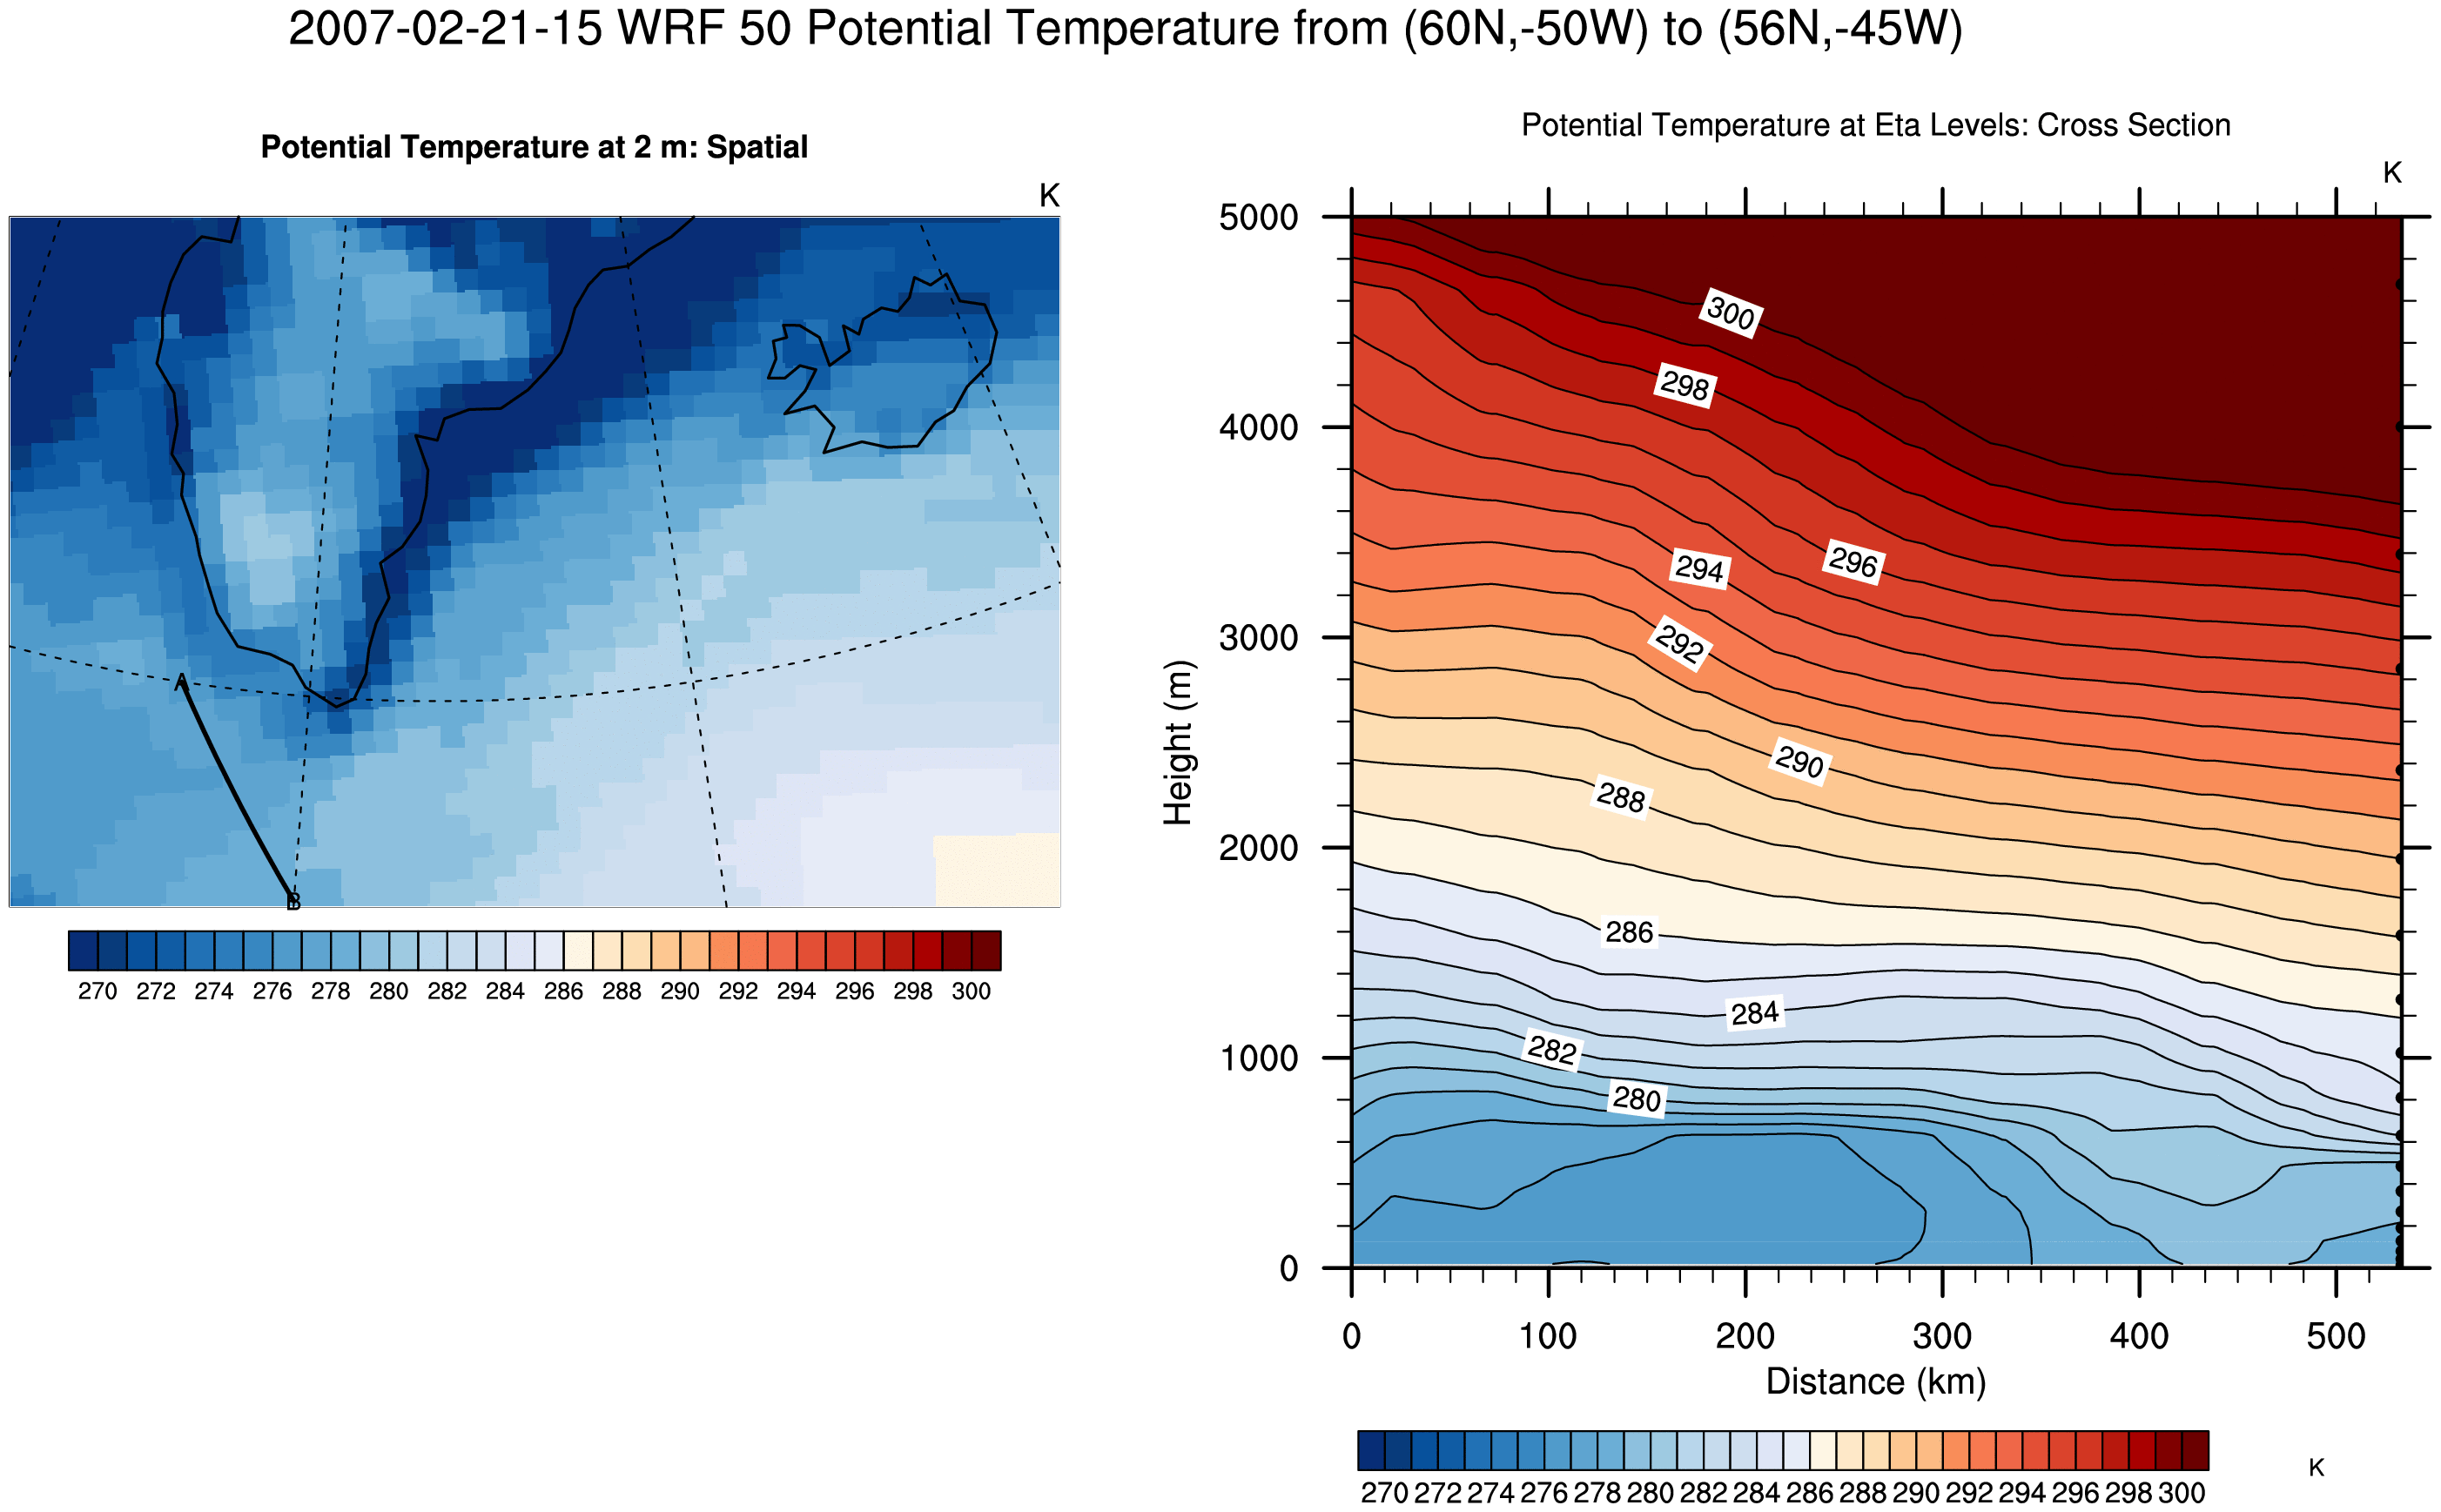 2007-02-21-15 WRF 50 Potential Temperature from (60N,-50W) to (56N,-45W)
Potential Temperature at 2 m: Spatial
K
A
B
270 272 274 276 278 280 282 284 286 288 290 292 294 296 298 300
Potential Temperature at Eta Levels: Cross Section
K
5000
4000
3000
2000
1000
0
Height (m)
300
298
296
294
292
290
288
286
284
282
280
0 100 200 300 400 500
Distance (km)
270 272 274 276 278 280 282 284 286 288 290 292 294 296 298 300
K